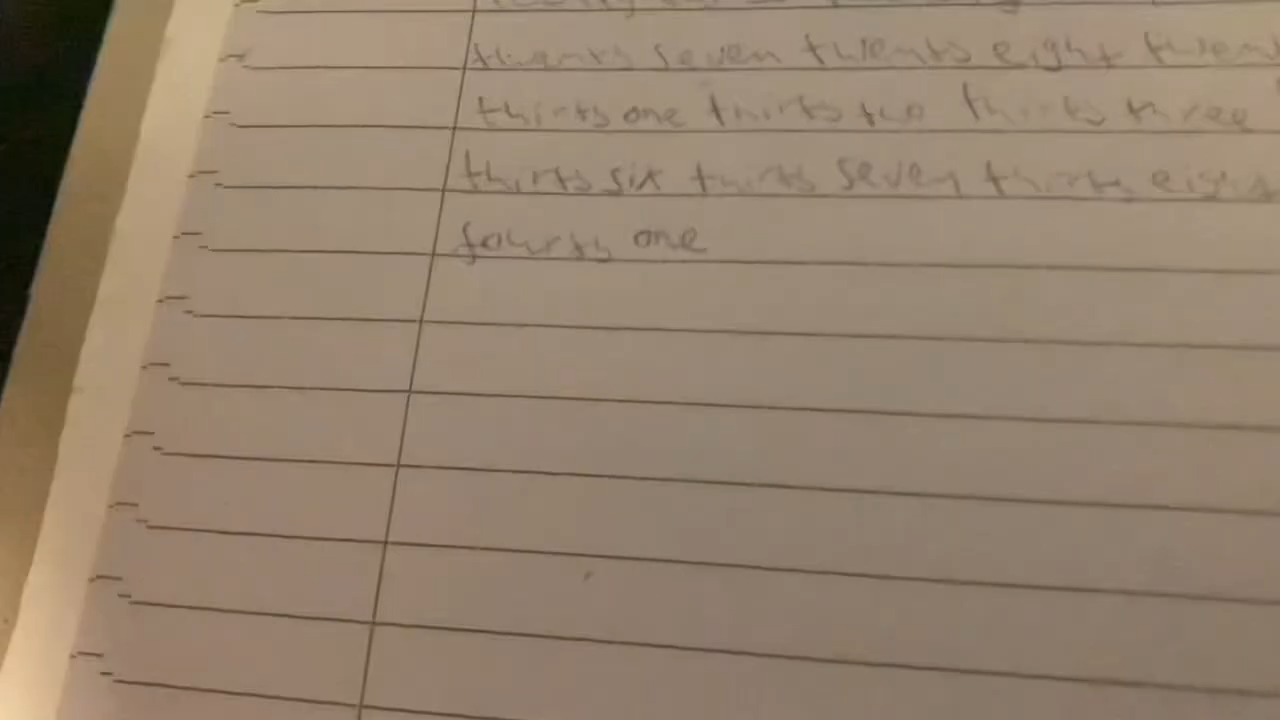 twenty seven twenty eight
thirty one thirty two thirty three
thirty six thirty seven thirty eight
fourty one